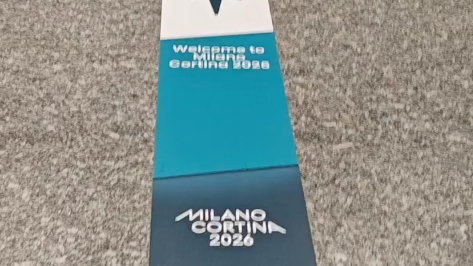 Welcome to
Milano
Cortina 2026
MILANO
CORTINA
2026